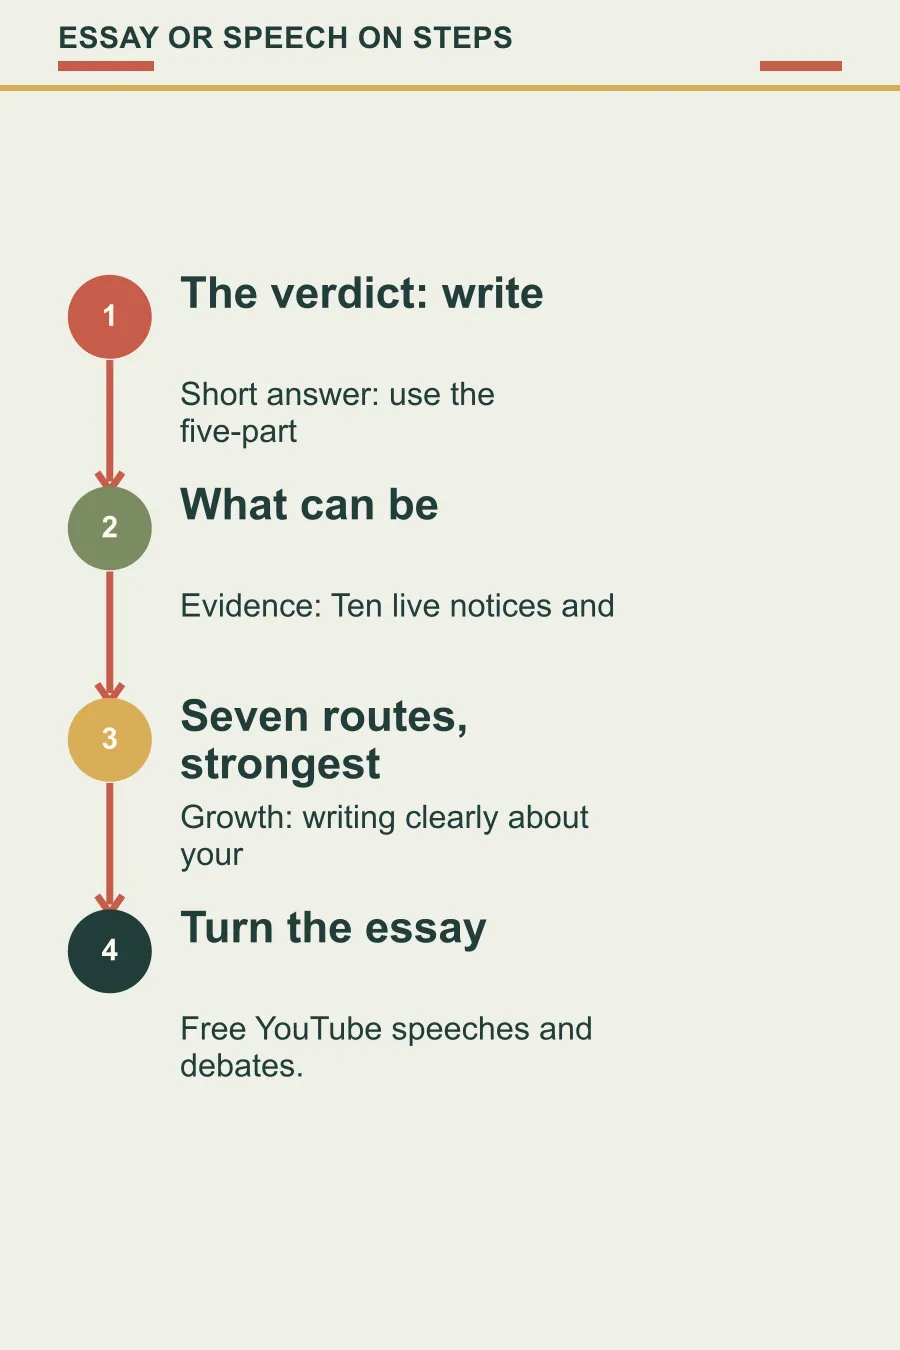 ESSAY OR SPEECH ON STEPS
1
The verdict: write
Short answer: use the
five-part
2
What can be
Evidence: Ten live notices and
3
Seven routes,
strongest
Growth: writing clearly about
your
4
Turn the essay
Free YouTube speeches and
debates.